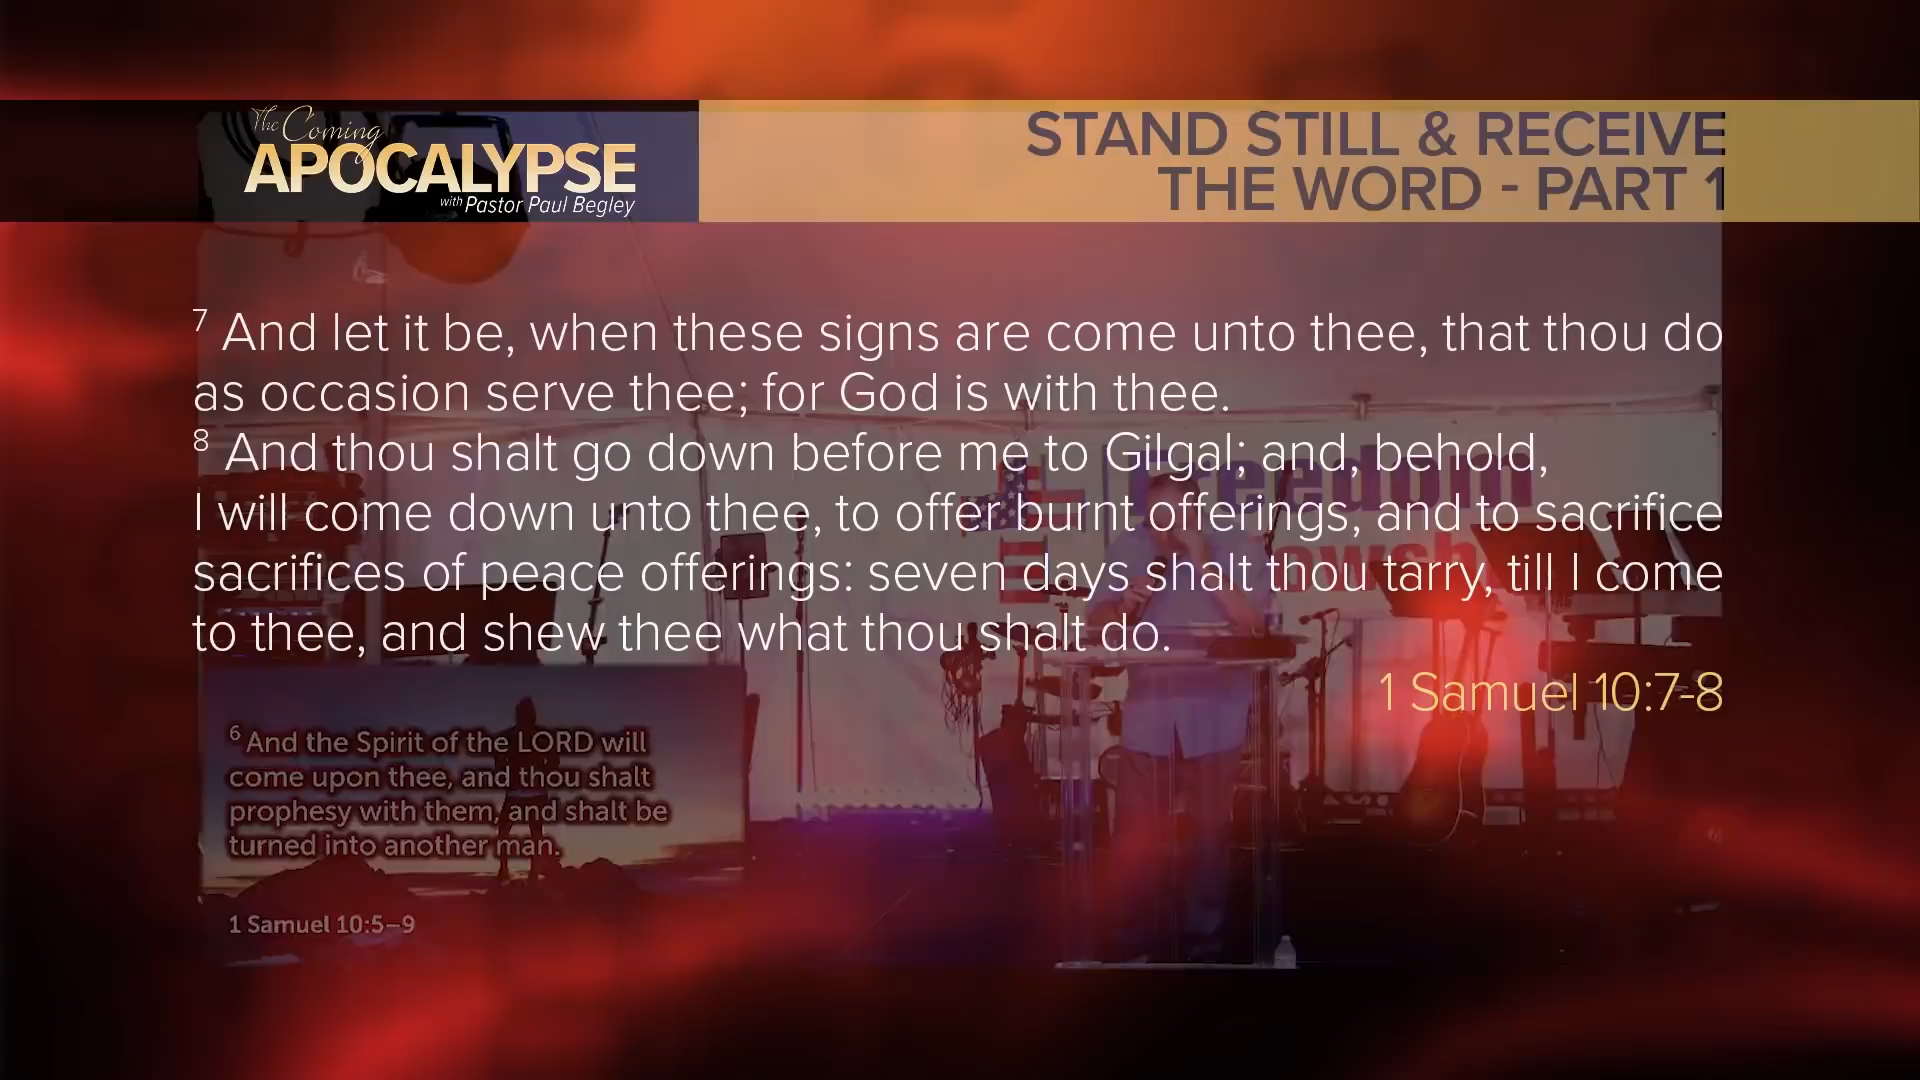 The Coming
APOCALYPSE
with Pastor Paul Begley
STAND STILL & RECEIVE
THE WORD - PART 1
7 And let it be, when these signs are come unto thee, that thou do
as occasion serve thee; for God is with thee.
8 And thou shalt go down before me to Gilgal; and, behold,
I will come down unto thee, to offer burnt offerings, and to sacrifice
sacrifices of peace offerings: seven days shalt thou tarry, till I come
to thee, and shew thee what thou shalt do.
1 Samuel 10:7-8
Freedom
6 And the Spirit of the LORD will
come upon thee, and thou shalt
prophesy with them, and shalt be
turned into another man.
1 Samuel 10:5–9